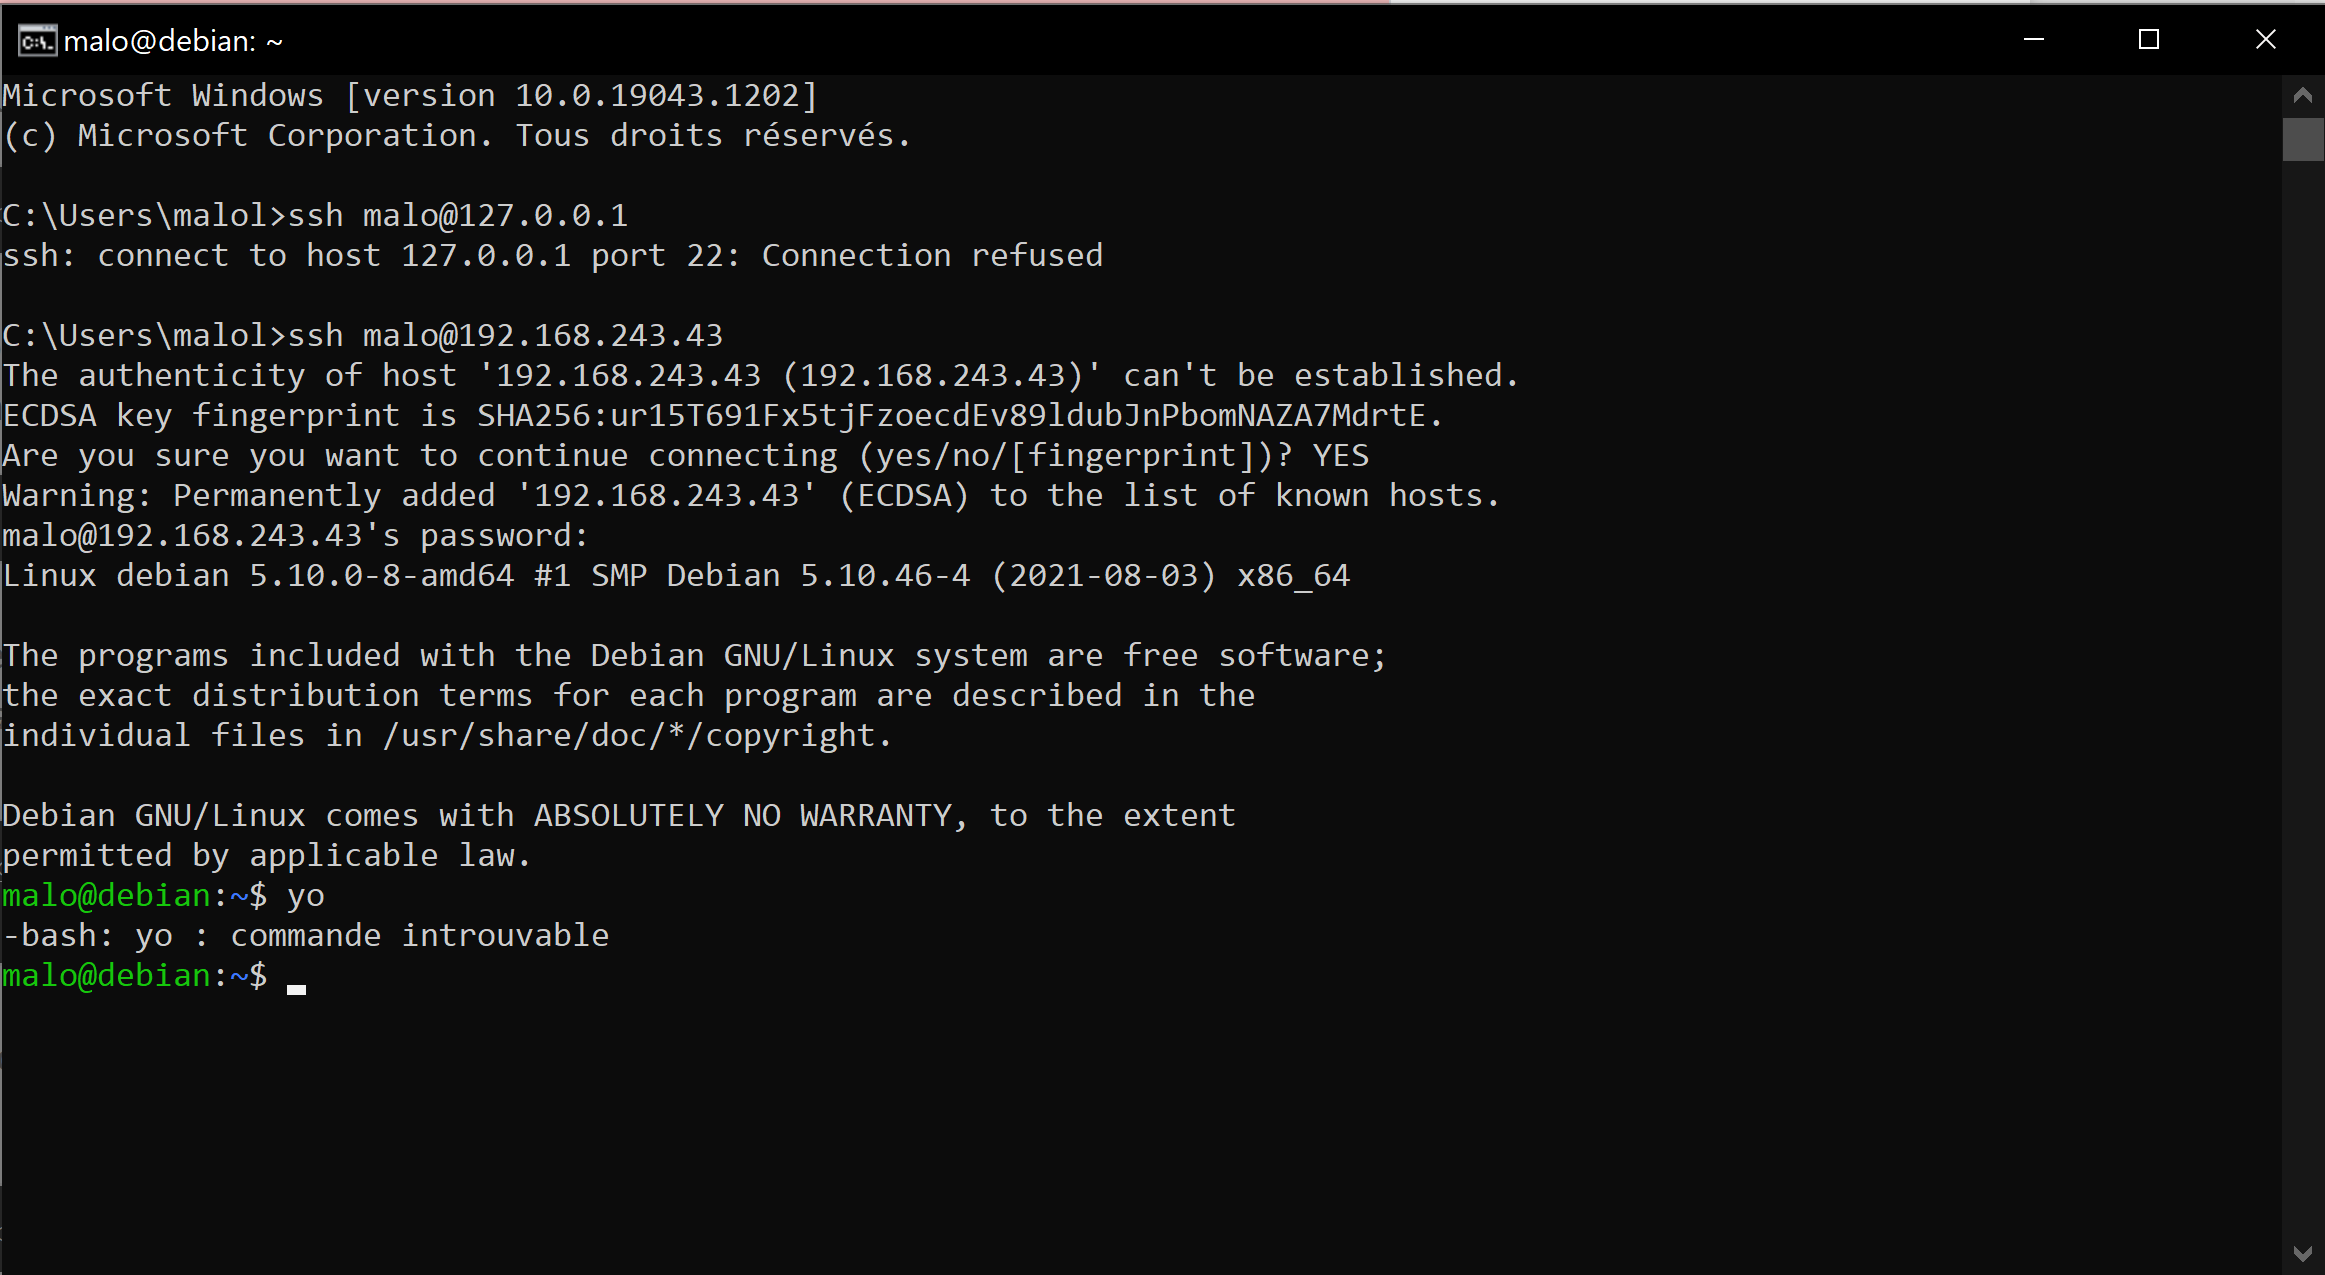 malo@debian: ~
Microsoft Windows [version 10.0.19043.1202]
(c) Microsoft Corporation. Tous droits réservés.
C:\Users\malol>ssh malo@127.0.0.1
ssh: connect to host 127.0.0.1 port 22: Connection refused
C:\Users\malol>ssh malo@192.168.243.43
The authenticity of host '192.168.243.43 (192.168.243.43)' can't be established.
ECDSA key fingerprint is SHA256:ur15T691Fx5tjFzoecdEv89ldubJnPbomNAZA7MdrtE.
Are you sure you want to continue connecting (yes/no/[fingerprint])? YES
Warning: Permanently added '192.168.243.43' (ECDSA) to the list of known hosts.
malo@192.168.243.43's password:
Linux debian 5.10.0-8-amd64 #1 SMP Debian 5.10.46-4 (2021-08-03) x86_64
The programs included with the Debian GNU/Linux system are free software;
the exact distribution terms for each program are described in the
individual files in /usr/share/doc/*/copyright.
Debian GNU/Linux comes with ABSOLUTELY NO WARRANTY, to the extent
permitted by applicable law.
malo@debian:~$ yo
-bash: yo : commande introuvable
malo@debian:~$